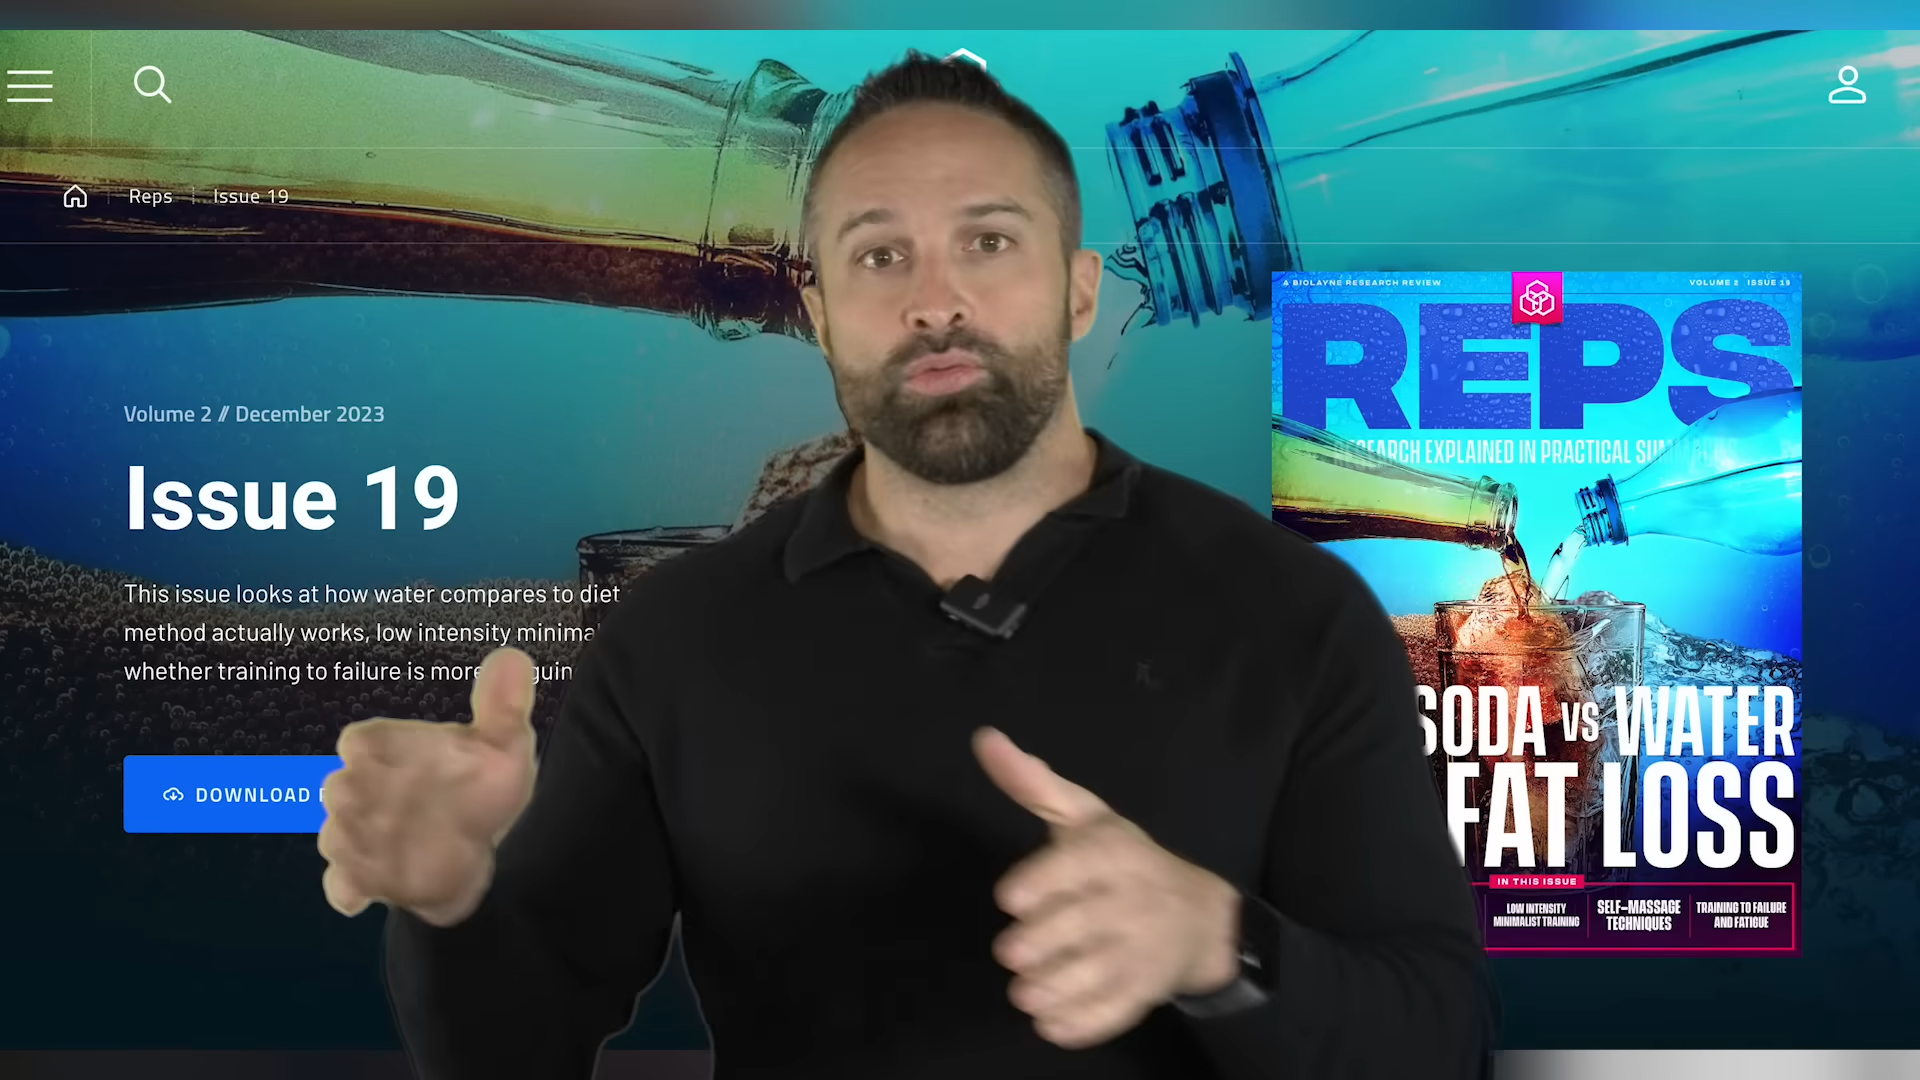 Reps
Issue 19
Volume 2 // December 2023
Issue 19
This issue looks at how water compares to diet
method actually works, low intensity
whether training to failure is more
DOWNLOAD
A BIOLAYNE RESEARCH REVIEW
VOLUME 2 ISSUE 19
REPS
EXPLAINED IN PRACTICAL
SODA VS WATER
FAT LOSS
IN THIS ISSUE
LOW INTENSITY
MINIMALIST TRAINING
SELF-MASSAGE
TECHNIQUES
TRAINING TO FAILURE
AND FATIGUE